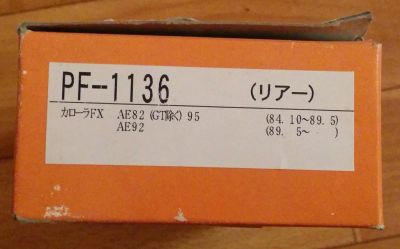 PF-1136 (リアー)
カローラFX AE82(GT除く) 95 (84.10～89.5)
AE92 (89. 5～ )